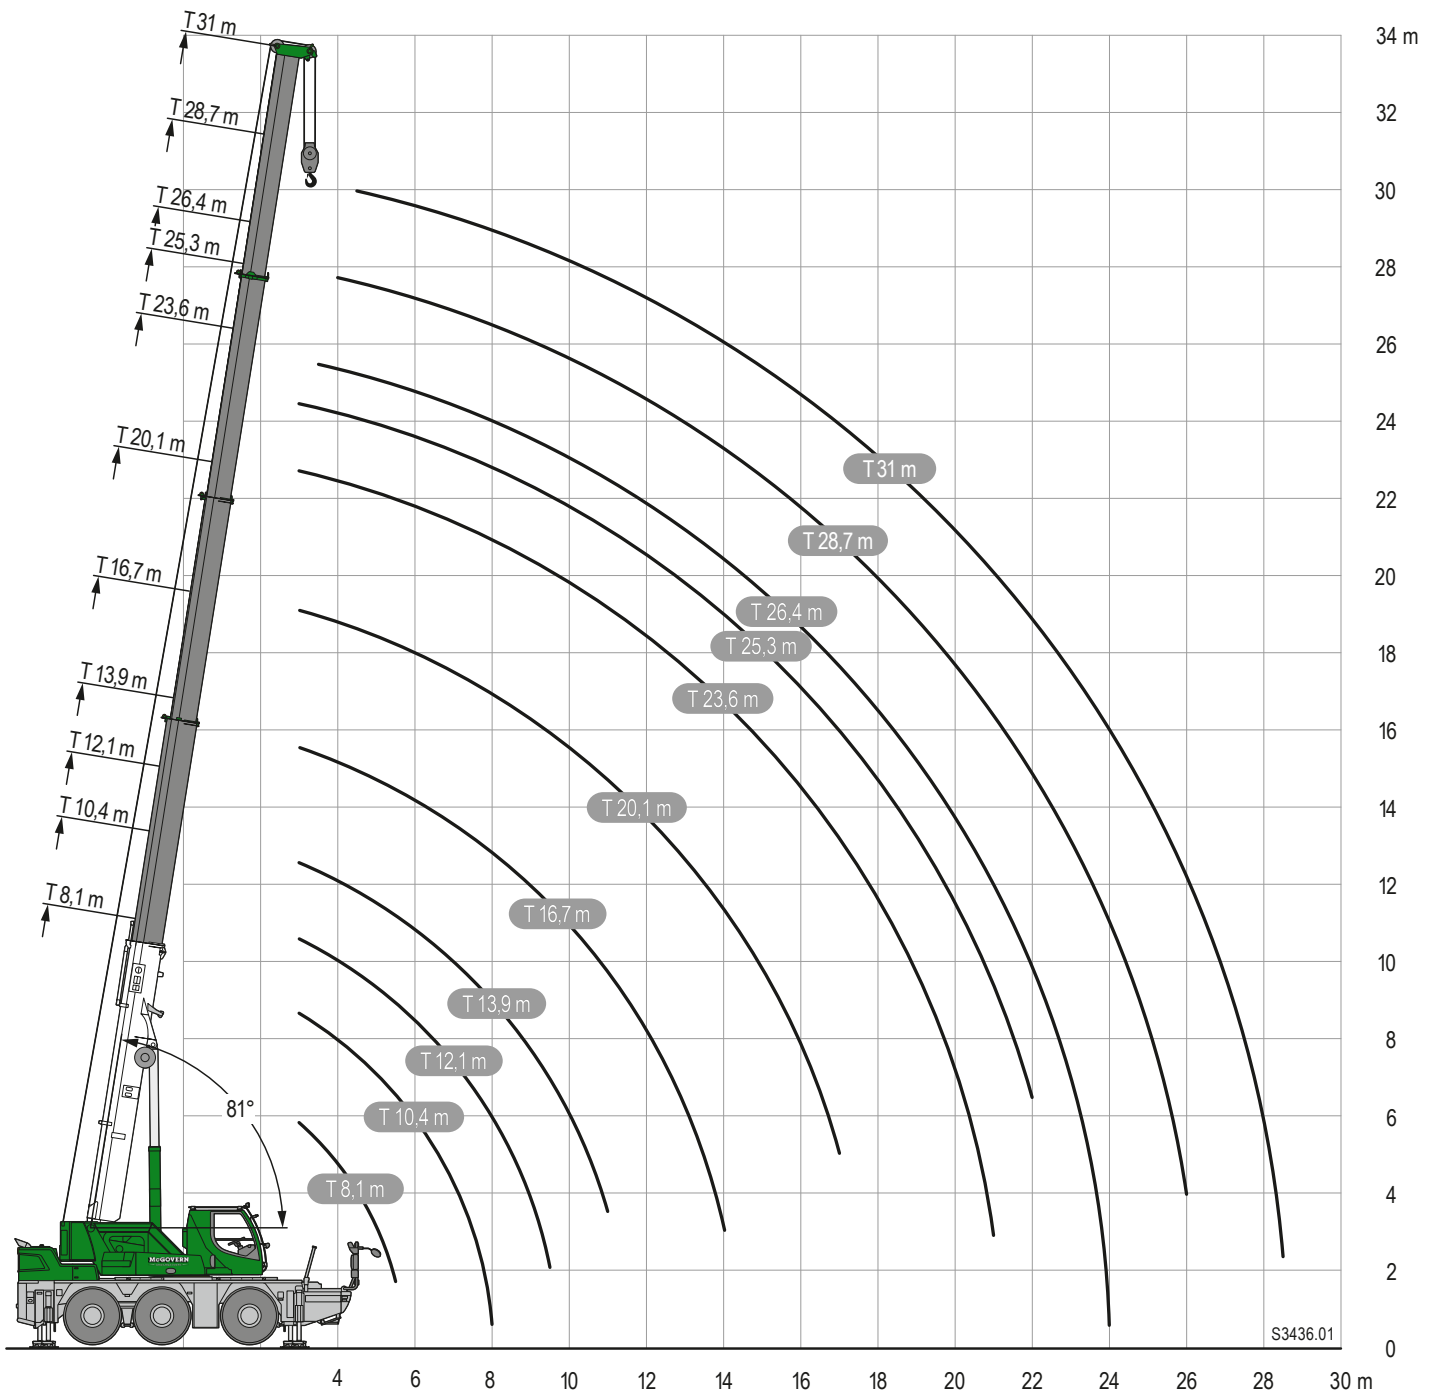 T 31 m
34 m
T 28,7 m
32
T 26,4 m
30
T 25,3 m
28
T 23,6 m
26
24
T 20,1 m
T 31 m
22
T 28,7 m
T 16,7 m
20
T 26,4 m
T 25,3 m
18
T 13,9 m
T 23,6 m
16
T 12,1 m
T 10,4 m
T 20,1 m
14
T 8,1 m
T 16,7 m
12
10
T 13,9 m
8
T 12,1 m
81°
T 10,4 m
6
T 8,1 m
4
McGOVERN
2
S3436.01
0
4 6 8 10 12 14 16 18 20 22 24 26 28 30 m